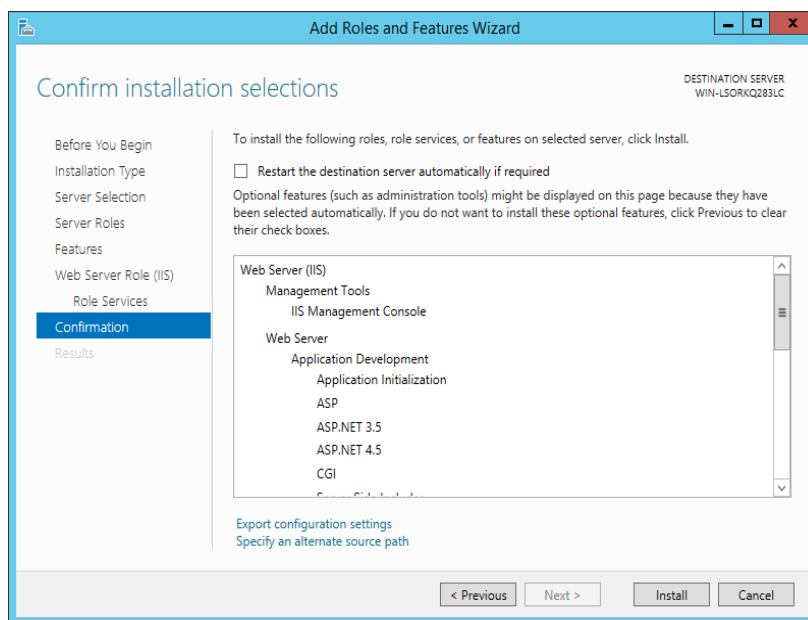 Add Roles and Features Wizard
Confirm installation selections
DESTINATION SERVER
WIN-LSORKQ283LC
Before You Begin
Installation Type
Server Selection
Server Roles
Features
Web Server Role (IIS)
Role Services
Confirmation
Results
To install the following roles, role services, or features on selected server, click Install.
Restart the destination server automatically if required
Optional features (such as administration tools) might be displayed on this page because they have
been selected automatically. If you do not want to install these optional features, click Previous to clear
their check boxes.
Web Server (IIS)
Management Tools
IIS Management Console
Web Server
Application Development
Application Initialization
ASP
ASP.NET 3.5
ASP.NET 4.5
CGI
Export configuration settings
Specify an alternate source path
< Previous
Next >
Install
Cancel